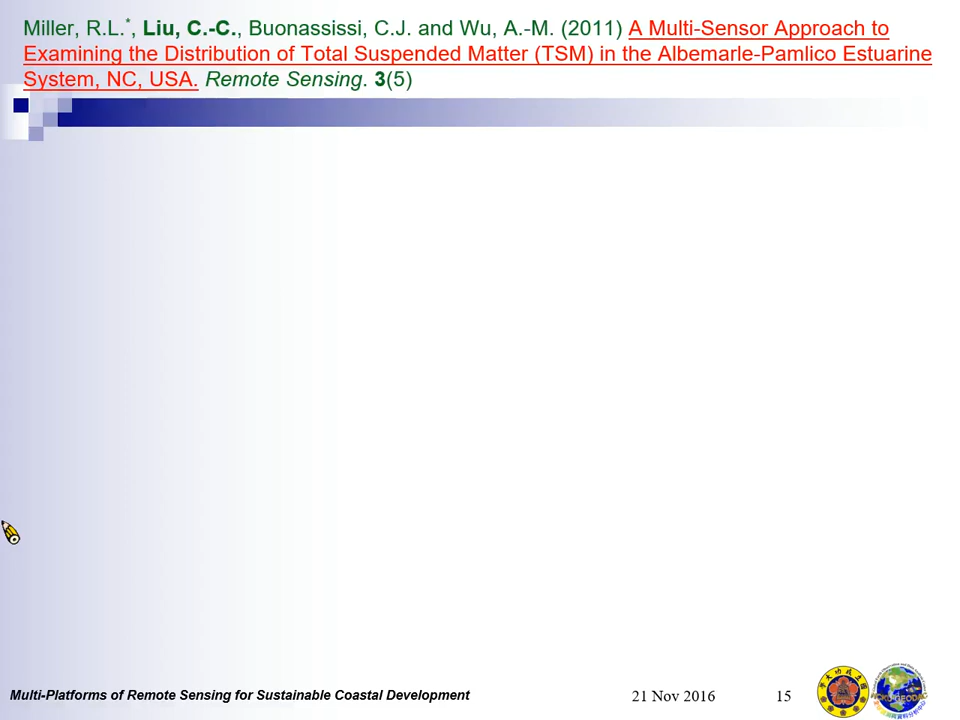 Miller, R.L.*, Liu, C.-C., Buonassissi, C.J. and Wu, A.-M. (2011) A Multi-Sensor Approach to
Examining the Distribution of Total Suspended Matter (TSM) in the Albemarle-Pamlico Estuarine
System, NC, USA. Remote Sensing. 3(5)
Multi-Platforms of Remote Sensing for Sustainable Coastal Development
21 Nov 2016
15